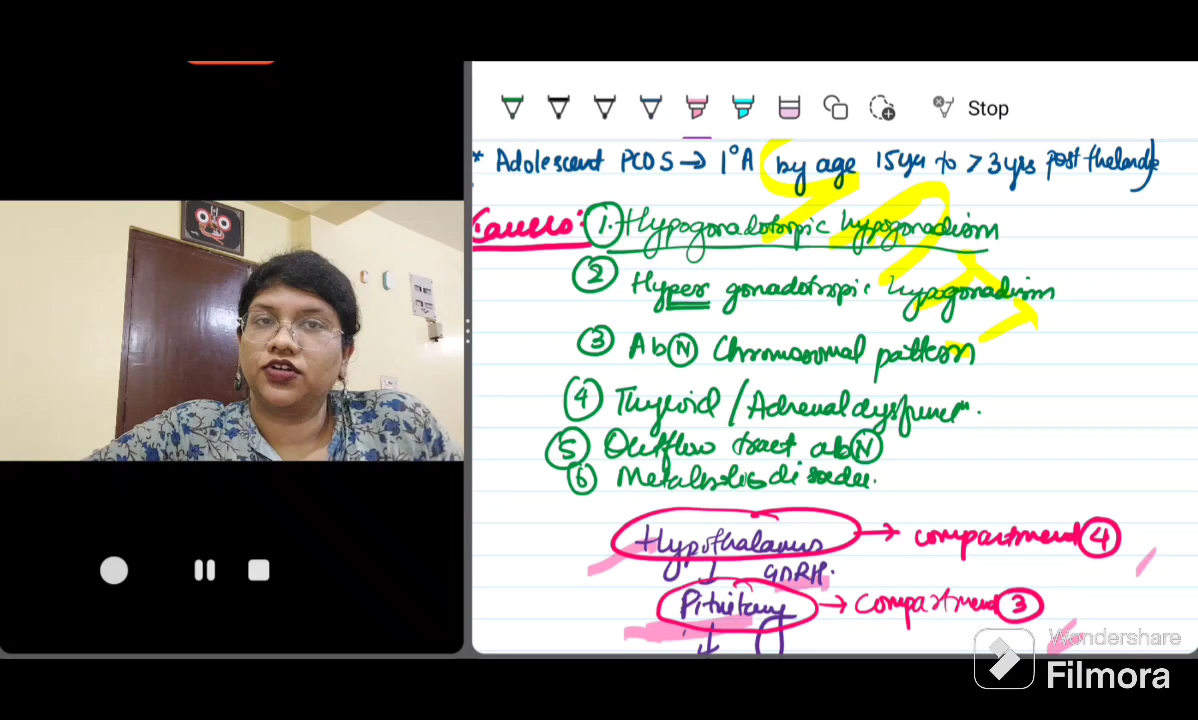 Stop
* Adolescent PCOS → 1°A by age 15yrs to > 3yrs post thelarche
Causes: ① Hypogonadotropic hypogonadism
② Hyper gonadotropic hypogonadism
③ Ab Ⓝ Chromosomal pattern
④ Thyroid / Adrenal dysfuncn.
⑤ Outflow tract ab Ⓝ
⑥ Metabolic disorder.
Hypothalamus → compartment ④
↓ GnRH.
Pituitary → compartment ③
↓
Wondershare
Filmora